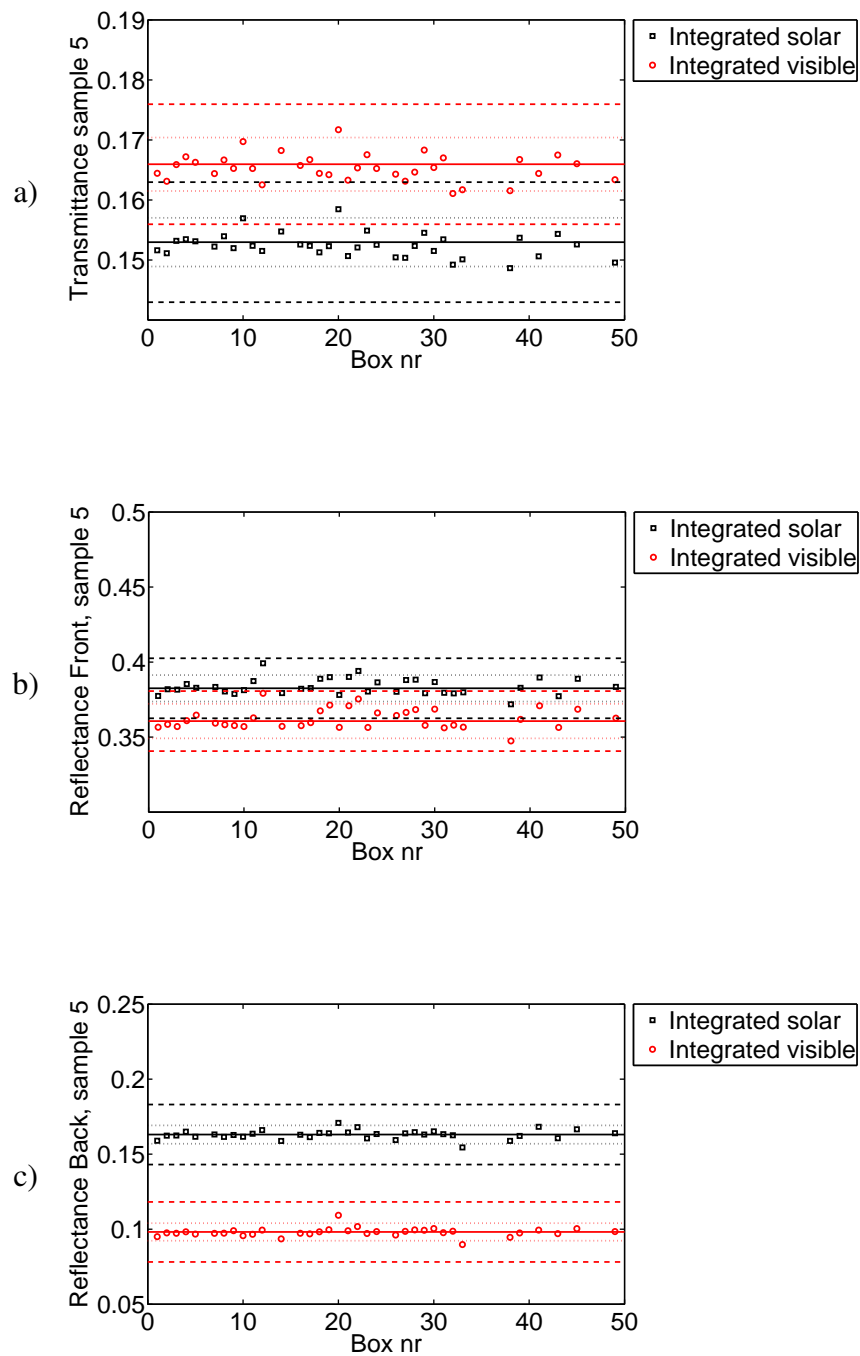 a)
Transmittance sample 5
0.19
0.18
0.17
0.16
0.15
0 10 20 30 40 50
Box nr
Integrated solar
Integrated visible
b)
Reflectance Front, sample 5
0.5
0.45
0.4
0.35
0 10 20 30 40 50
Box nr
Integrated solar
Integrated visible
c)
Reflectance Back, sample 5
0.25
0.2
0.15
0.1
0.05
0 10 20 30 40 50
Box nr
Integrated solar
Integrated visible